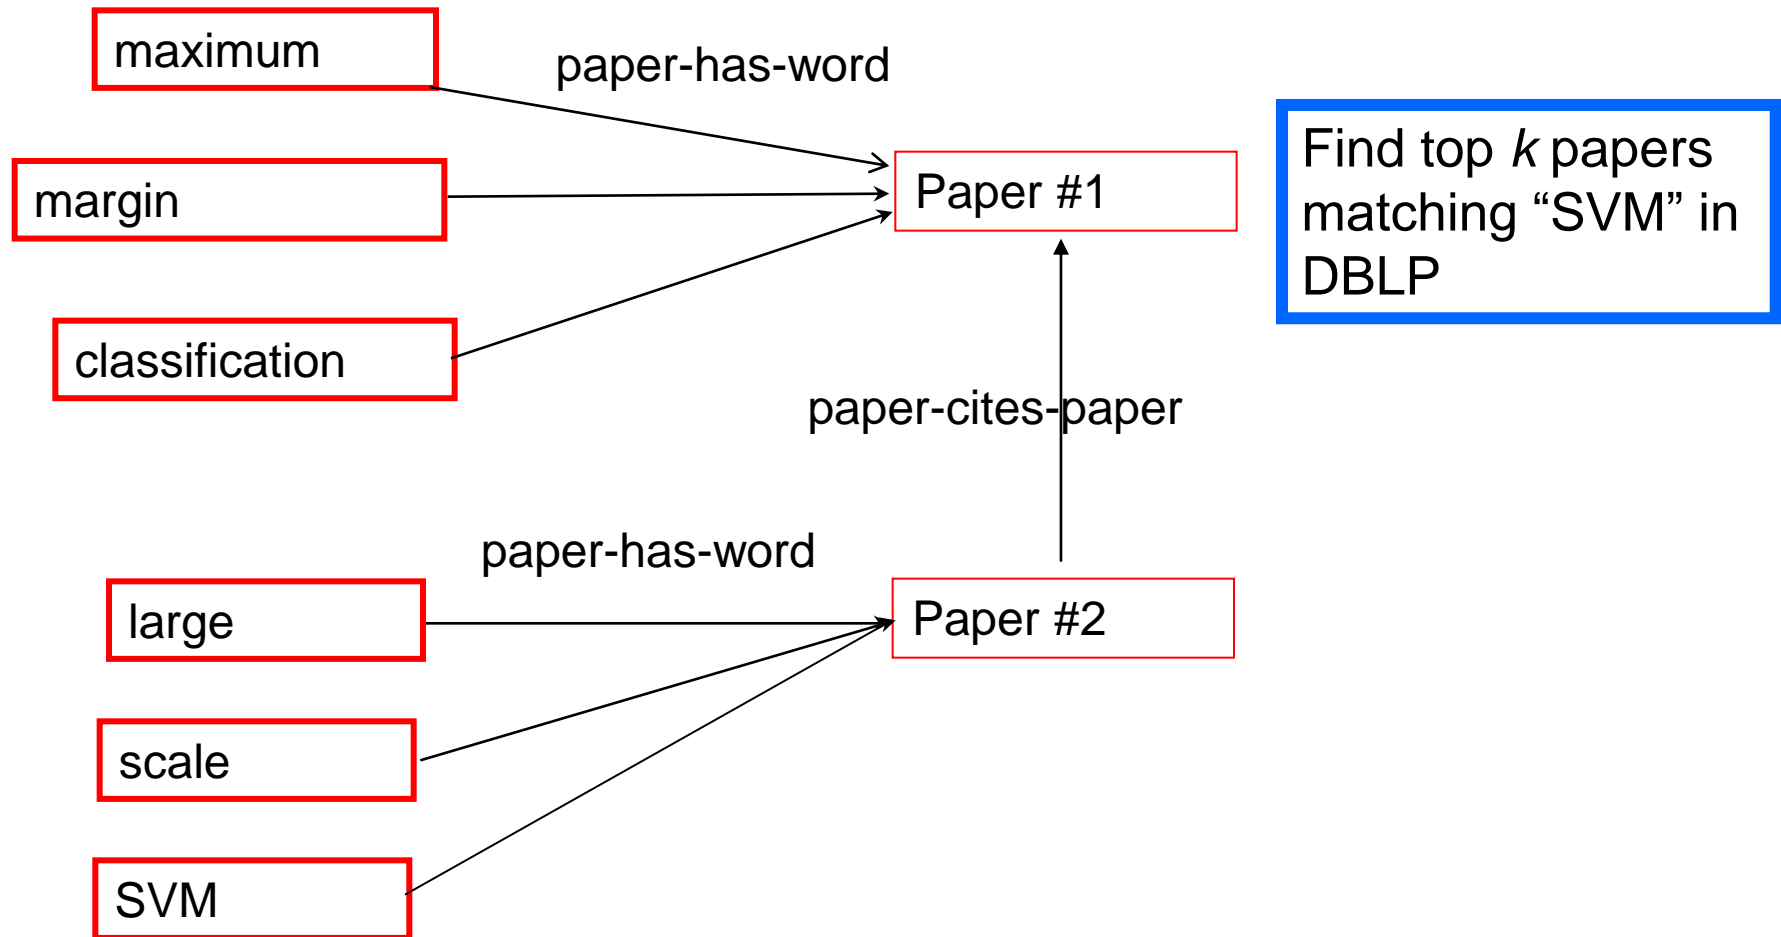 maximum
paper-has-word
margin
Paper #1
Find top k papers
matching “SVM” in
DBLP
classification
paper-cites-paper
paper-has-word
large
Paper #2
scale
SVM